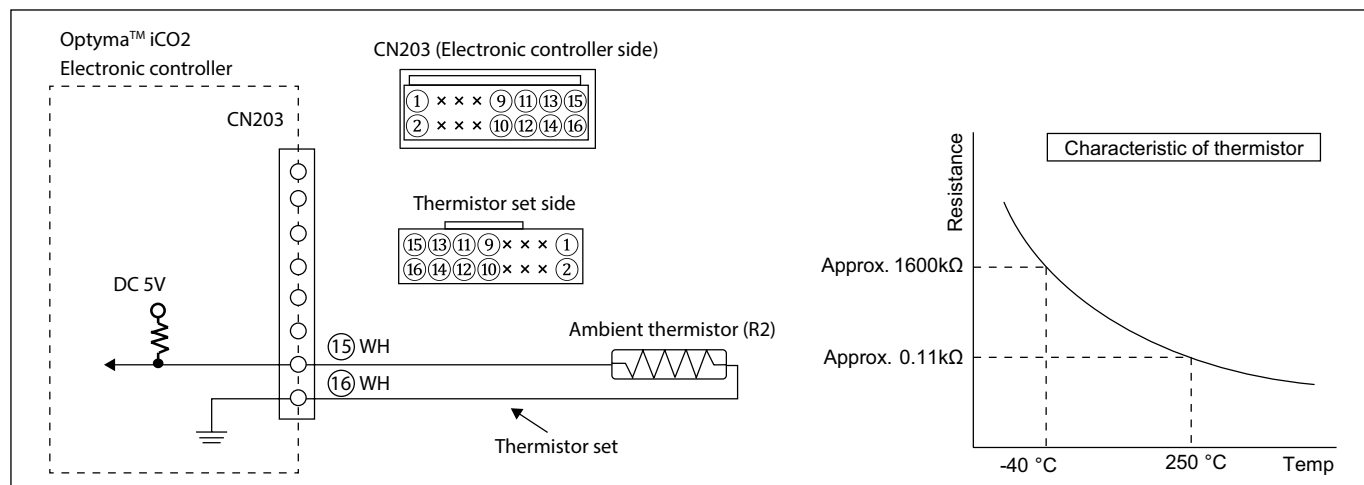 Optyma™ iCO2
Electronic controller
CN203
DC 5V
15 WH
16 WH
CN203 (Electronic controller side)
1 × × × 9 11 13 15
2 × × × 10 12 14 16
Thermistor set side
15 13 11 9 × × × 1
16 14 12 10 × × × 2
Ambient thermistor (R2)
Thermistor set
Characteristic of thermistor
Resistance
Approx. 1600kΩ
Approx. 0.11kΩ
-40 °C 250 °C Temp